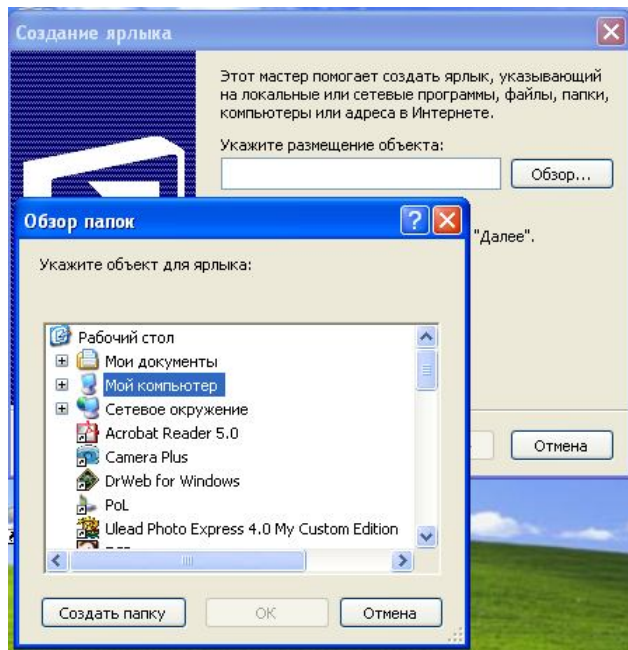 Создание ярлыка
Этот мастер помогает создать ярлык, указывающий
на локальные или сетевые программы, файлы, папки,
компьютеры или адреса в Интернете.
Укажите размещение объекта:
Обзор...
"Далее".
Отмена
Обзор папок
Укажите объект для ярлыка:
Рабочий стол
Мои документы
Мой компьютер
Сетевое окружение
Acrobat Reader 5.0
Camera Plus
DrWeb for Windows
PoL
Ulead Photo Express 4.0 My Custom Edition
Создать папку
ОК
Отмена